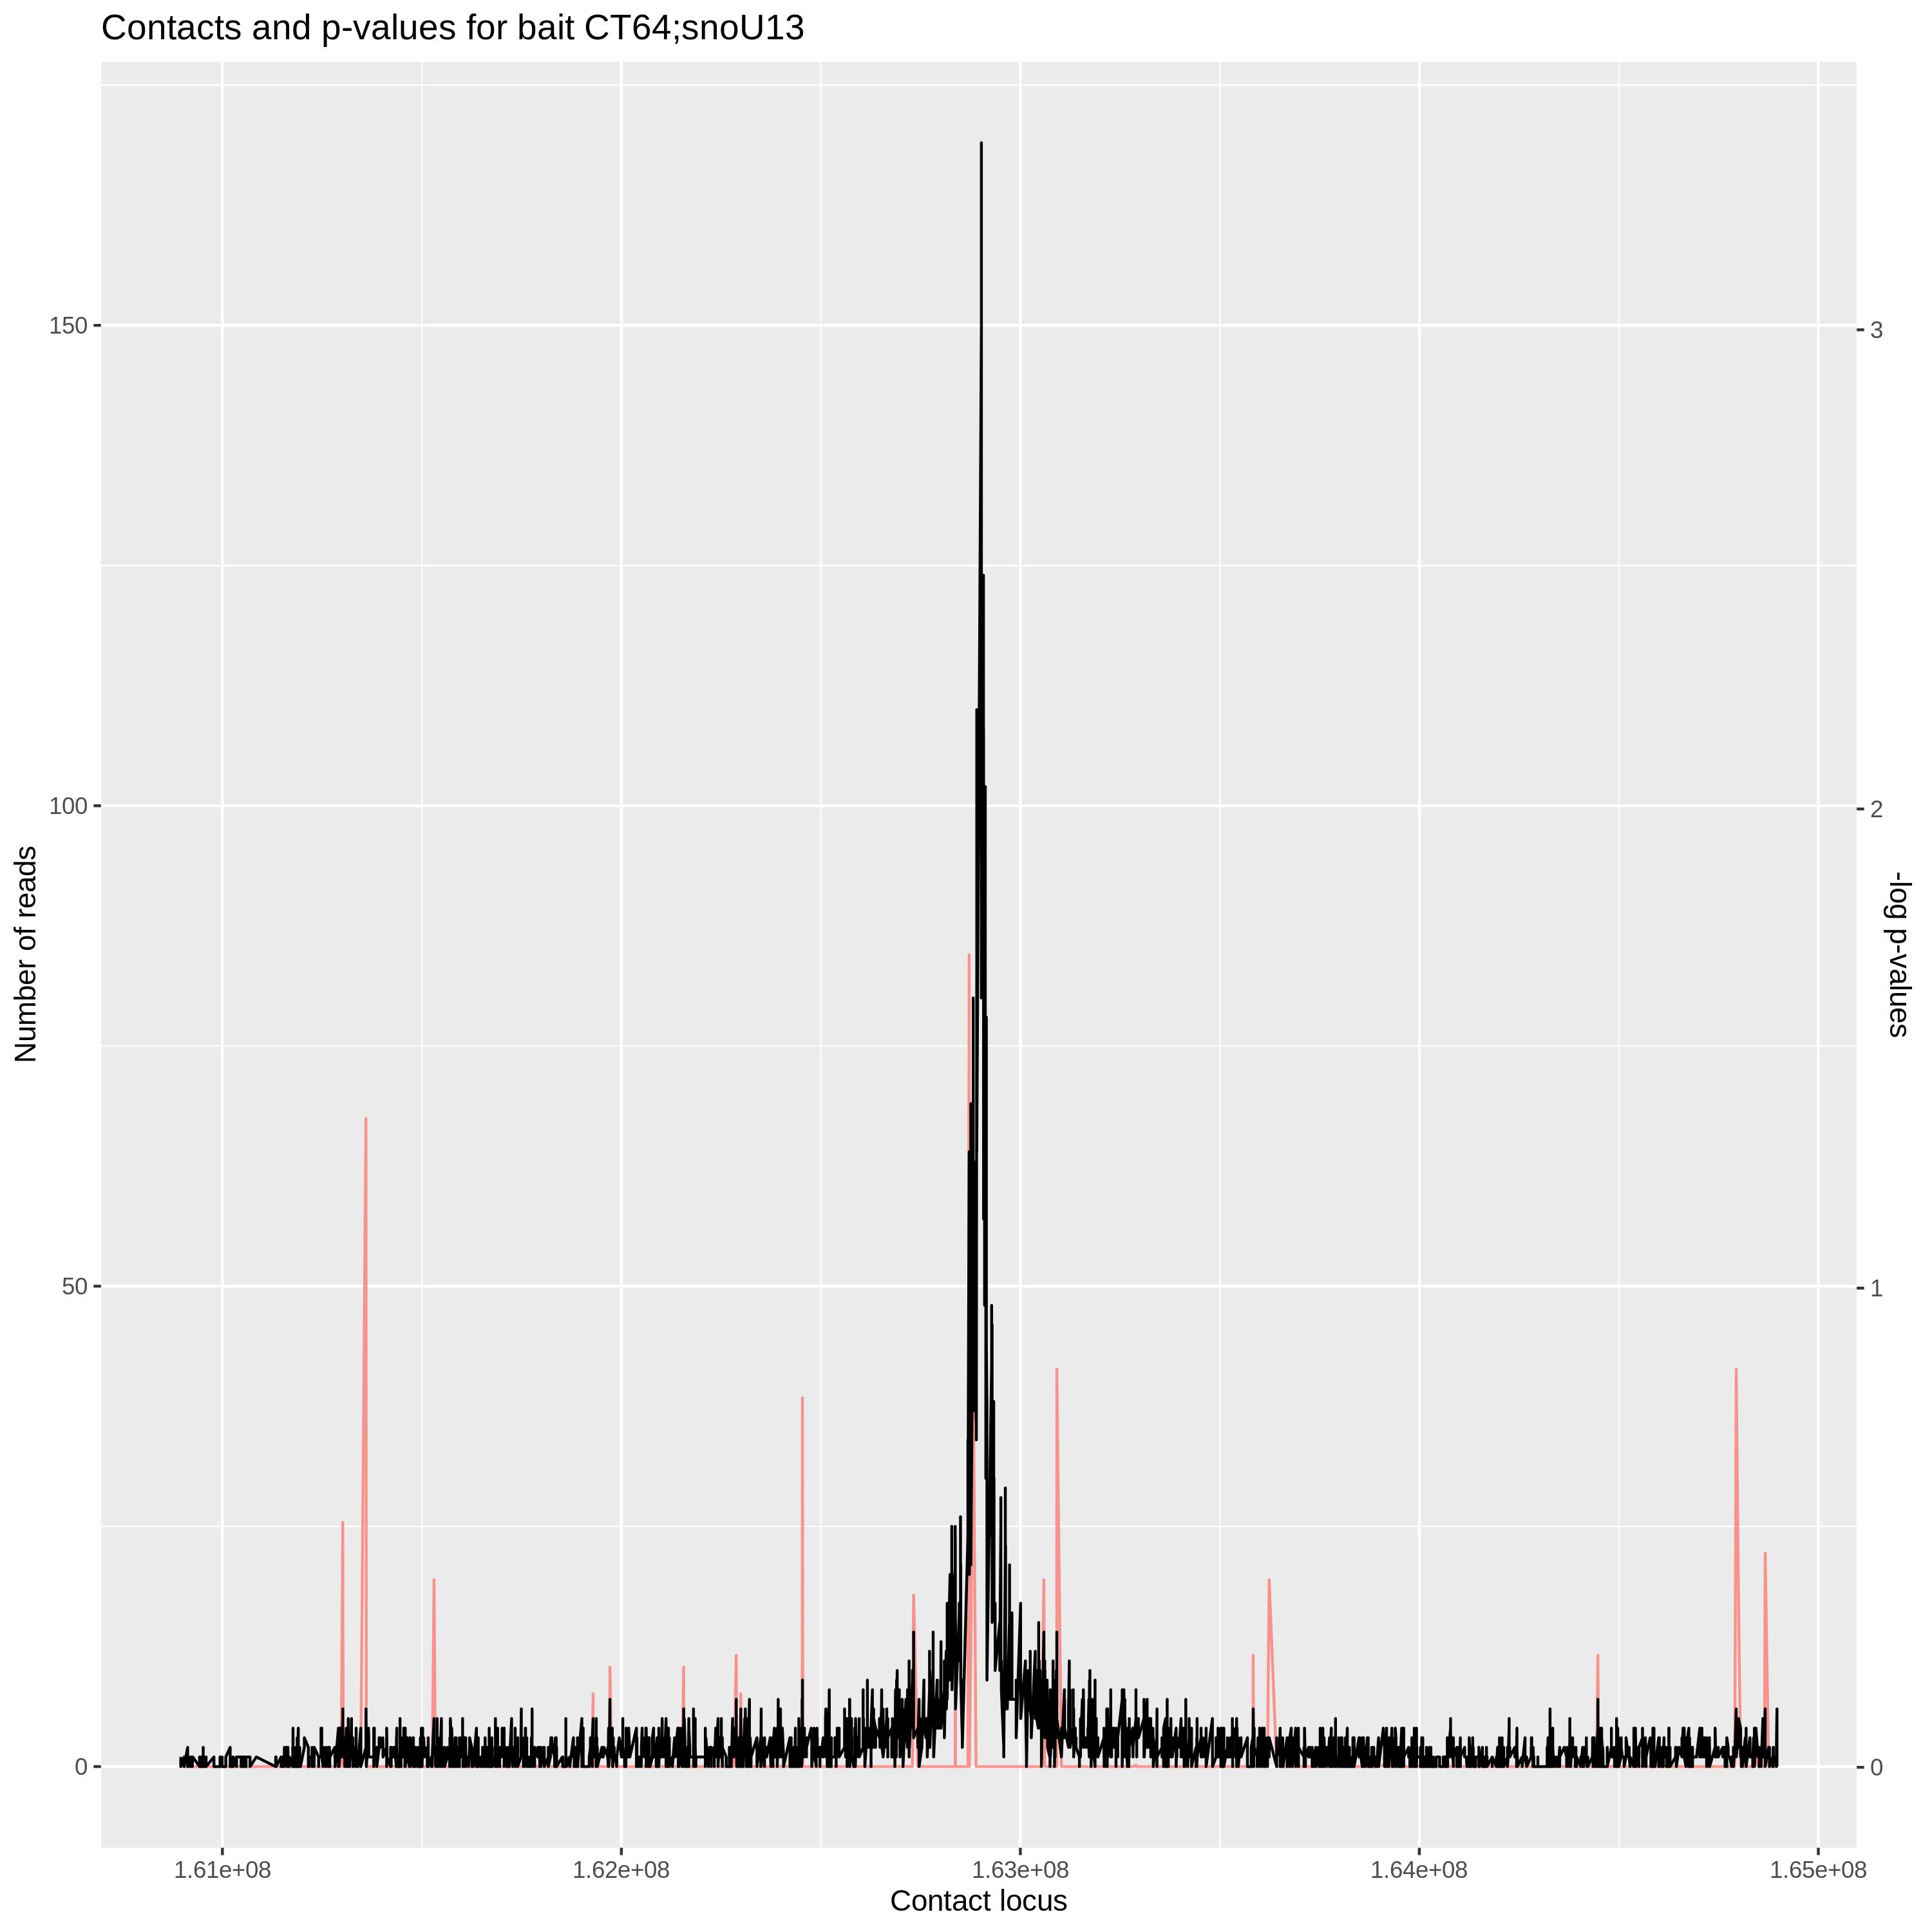 Contacts and p-values for bait CT64;snoU13
150
100
50
0
Number of reads
3
2
1
0
-log p-values
1.61e+08
1.62e+08
1.63e+08
1.64e+08
1.65e+08
Contact locus